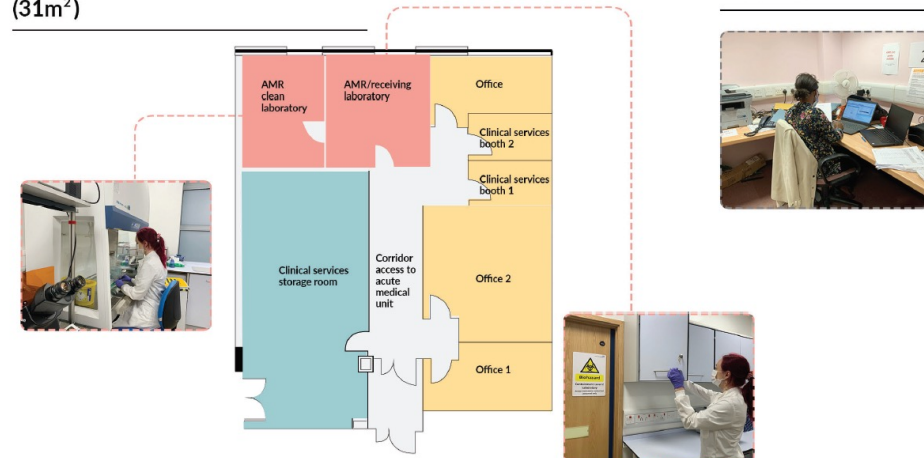 (31m²)
AMR
clean
laboratory
AMR/receiving
laboratory
Office
Clinical services
booth 2
Clinical services
booth 1
Clinical services
storage room
Corridor
access to
acute
medical
unit
Office 2
Office 1
Biohazard